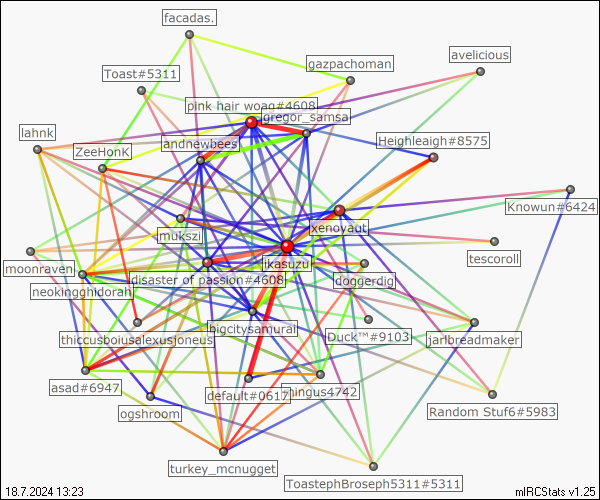 facadas.
avelicious
gazpachoman
Toast#5311
pink hair woan#4608
gregor_samsa
lahnk
ZeeHonK
andnewbees
Heighleaigh#8575
Knowun#6424
mukszi
xenoyaut
moonraven
ikasuzu
tescoroll
neokingghidorah
disaster of passion#4608
doggerdig
thiccusboiusalexusjoneus
bigcitysamurai
Duck™#9103
jarlbreadmaker
asad#6947
default#0617
mingus4742
ogshroom
Random Stuf6#5983
turkey_mcnugget
ToastephBroseph5311#5311
18.7.2024 13:23
mIRCStats v1.25